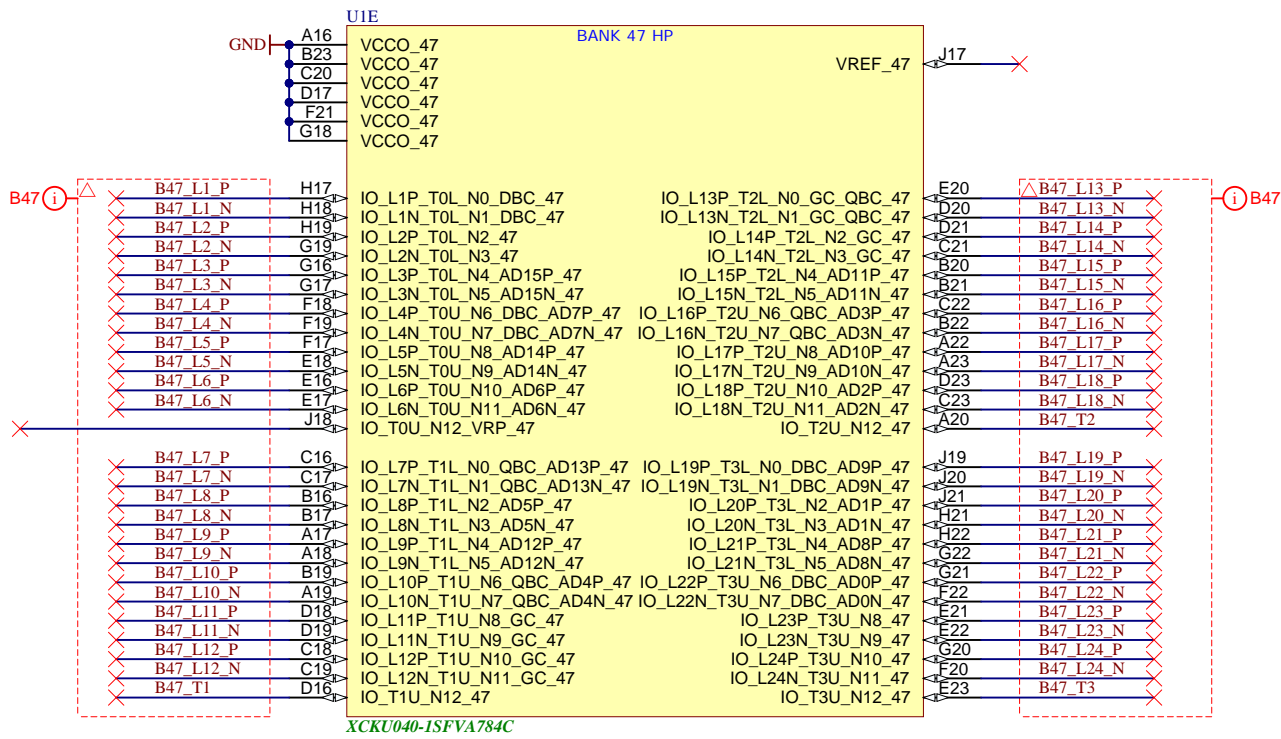 U1E
BANK 47 HP
GND
A16 VCCO_47
B23 VCCO_47
C20 VCCO_47
D17 VCCO_47
F21 VCCO_47
G18 VCCO_47
VREF_47 J17
B47 i
i B47
B47_L1_P H17 IO_L1P_T0L_N0_DBC_47
B47_L1_N H18 IO_L1N_T0L_N1_DBC_47
B47_L2_P H19 IO_L2P_T0L_N2_47
B47_L2_N G19 IO_L2N_T0L_N3_47
B47_L3_P G16 IO_L3P_T0L_N4_AD15P_47
B47_L3_N G17 IO_L3N_T0L_N5_AD15N_47
B47_L4_P F18 IO_L4P_T0U_N6_DBC_AD7P_47
B47_L4_N F19 IO_L4N_T0U_N7_DBC_AD7N_47
B47_L5_P F17 IO_L5P_T0U_N8_AD14P_47
B47_L5_N E18 IO_L5N_T0U_N9_AD14N_47
B47_L6_P E16 IO_L6P_T0U_N10_AD6P_47
B47_L6_N E17 IO_L6N_T0U_N11_AD6N_47
J18 IO_T0U_N12_VRP_47
B47_L7_P C16 IO_L7P_T1L_N0_QBC_AD13P_47
B47_L7_N C17 IO_L7N_T1L_N1_QBC_AD13N_47
B47_L8_P B16 IO_L8P_T1L_N2_AD5P_47
B47_L8_N B17 IO_L8N_T1L_N3_AD5N_47
B47_L9_P A17 IO_L9P_T1L_N4_AD12P_47
B47_L9_N A18 IO_L9N_T1L_N5_AD12N_47
B47_L10_P B19 IO_L10P_T1U_N6_QBC_AD4P_47
B47_L10_N A19 IO_L10N_T1U_N7_QBC_AD4N_47
B47_L11_P D18 IO_L11P_T1U_N8_GC_47
B47_L11_N D19 IO_L11N_T1U_N9_GC_47
B47_L12_P C18 IO_L12P_T1U_N10_GC_47
B47_L12_N C19 IO_L12N_T1U_N11_GC_47
B47_T1 D16 IO_T1U_N12_47
IO_L13P_T2L_N0_GC_QBC_47 E20 B47_L13_P
IO_L13N_T2L_N1_GC_QBC_47 D20 B47_L13_N
IO_L14P_T2L_N2_GC_47 D21 B47_L14_P
IO_L14N_T2L_N3_GC_47 C21 B47_L14_N
IO_L15P_T2L_N4_AD11P_47 B20 B47_L15_P
IO_L15N_T2L_N5_AD11N_47 B21 B47_L15_N
IO_L16P_T2U_N6_QBC_AD3P_47 C22 B47_L16_P
IO_L16N_T2U_N7_QBC_AD3N_47 B22 B47_L16_N
IO_L17P_T2U_N8_AD10P_47 A22 B47_L17_P
IO_L17N_T2U_N9_AD10N_47 A23 B47_L17_N
IO_L18P_T2U_N10_AD2P_47 D23 B47_L18_P
IO_L18N_T2U_N11_AD2N_47 C23 B47_L18_N
IO_T2U_N12_47 A20 B47_T2
IO_L19P_T3L_N0_DBC_AD9P_47 J19 B47_L19_P
IO_L19N_T3L_N1_DBC_AD9N_47 J20 B47_L19_N
IO_L20P_T3L_N2_AD1P_47 J21 B47_L20_P
IO_L20N_T3L_N3_AD1N_47 H21 B47_L20_N
IO_L21P_T3L_N4_AD8P_47 H22 B47_L21_P
IO_L21N_T3L_N5_AD8N_47 G22 B47_L21_N
IO_L22P_T3U_N6_DBC_AD0P_47 G21 B47_L22_P
IO_L22N_T3U_N7_DBC_AD0N_47 F22 B47_L22_N
IO_L23P_T3U_N8_47 E21 B47_L23_P
IO_L23N_T3U_N9_47 E22 B47_L23_N
IO_L24P_T3U_N10_47 G20 B47_L24_P
IO_L24N_T3U_N11_47 F20 B47_L24_N
IO_T3U_N12_47 E23 B47_T3
XCKU040-1SFVA784C